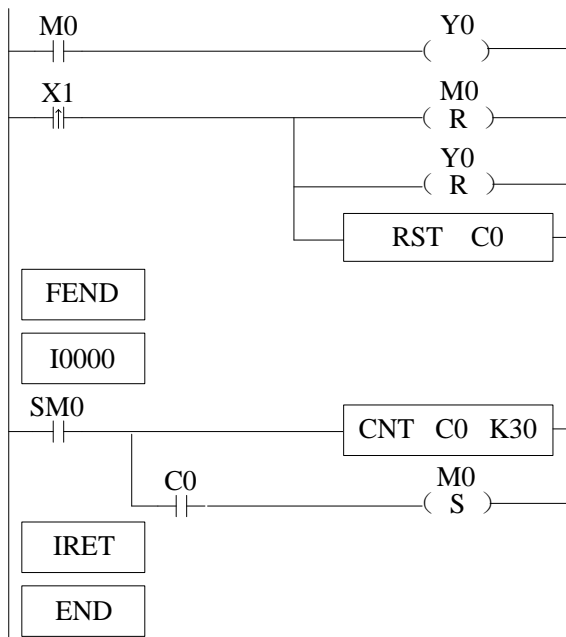 M0
Y0
X1
M0
R
Y0
R
RST C0
FEND
I0000
SM0
CNT C0 K30
C0
M0
S
IRET
END